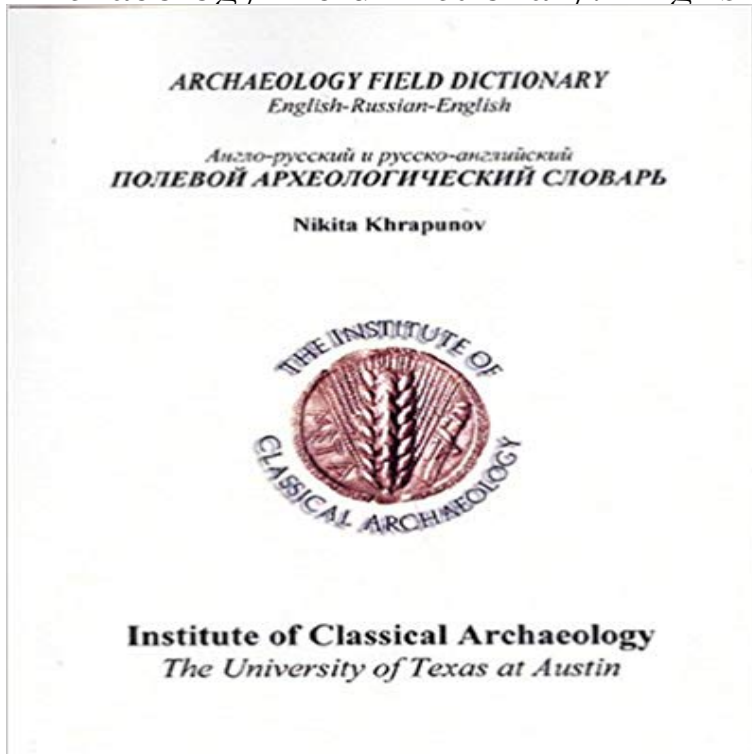 ARCHAEOLOGY FIELD DICTIONARY
English-Russian-English
Англо-русский и русско-английский
ПОЛЕВОЙ АРХЕОЛОГИЧЕСКИЙ СЛОВАРЬ
Nikita Khrapunov
THE INSTITUTE OF
CLASSICAL ARCHAEOLOGY
Institute of Classical Archaeology
The University of Texas at Austin